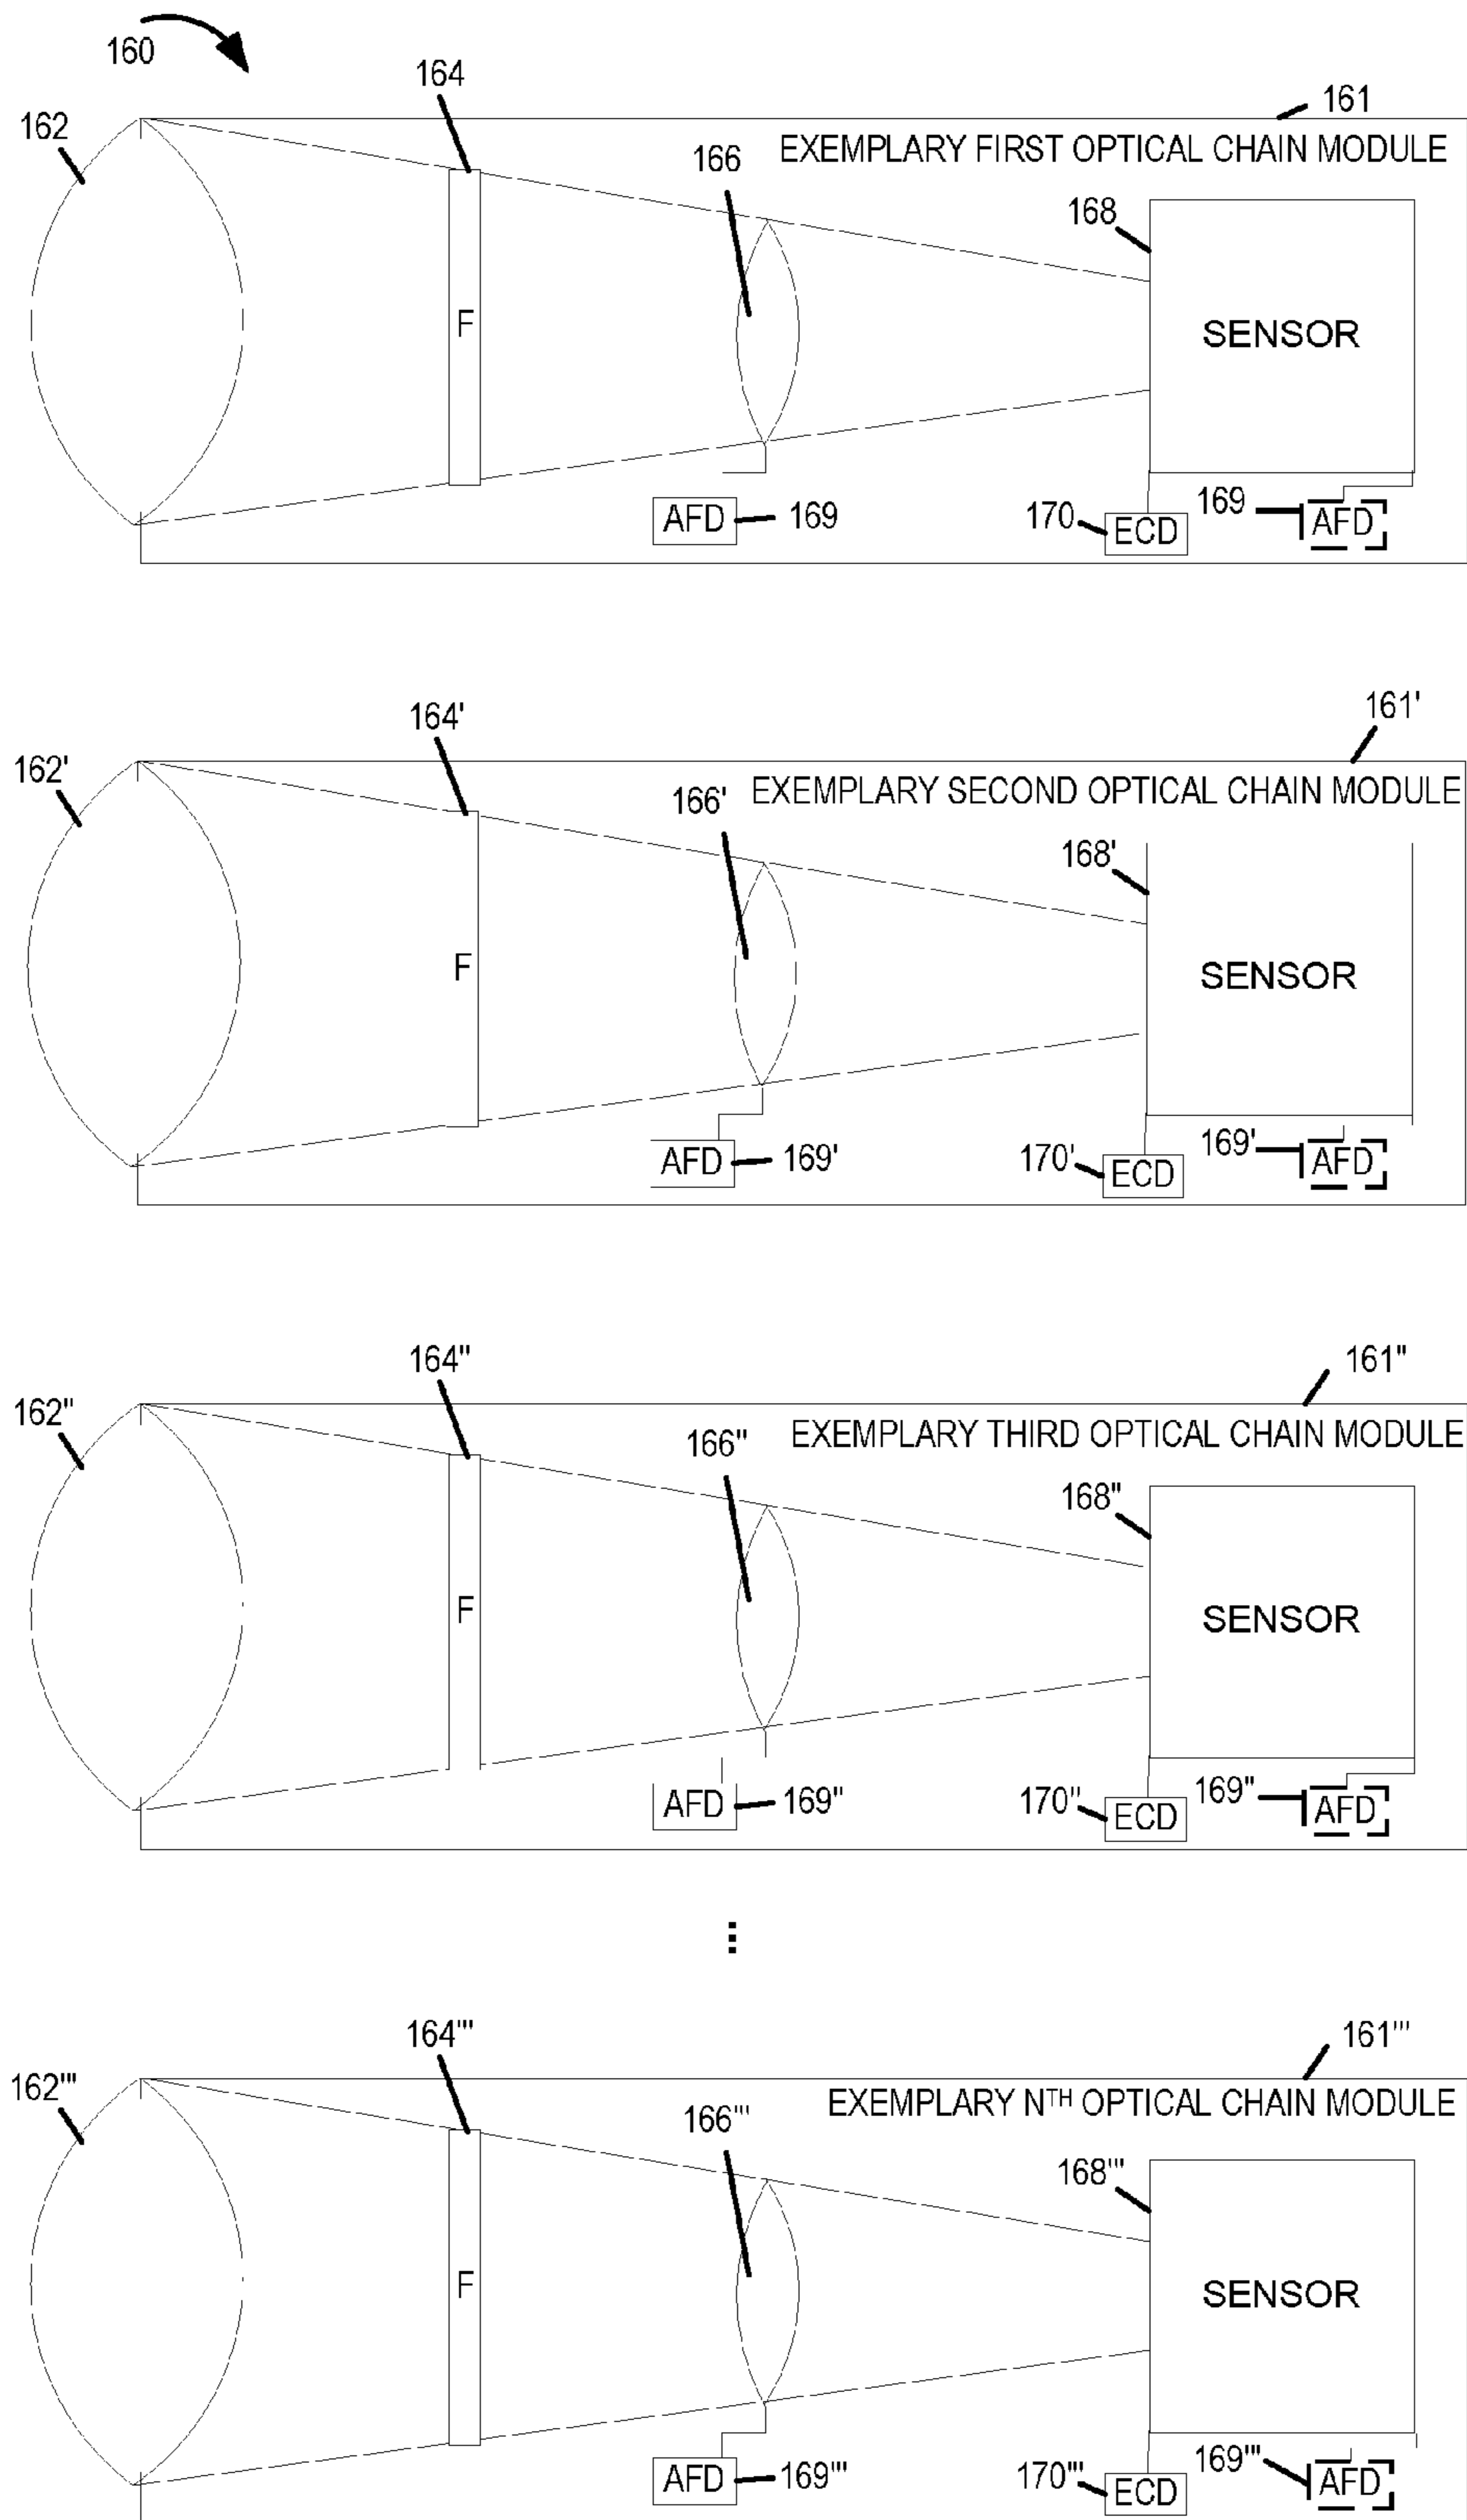 160
162
164
161
EXEMPLARY FIRST OPTICAL CHAIN MODULE
166
168
F
SENSOR
AFD
169
170
ECD
169
AFD
162'
164'
161'
EXEMPLARY SECOND OPTICAL CHAIN MODULE
166'
168'
F
SENSOR
AFD
169'
170'
ECD
169'
AFD
162"
164"
161"
EXEMPLARY THIRD OPTICAL CHAIN MODULE
166"
168"
F
SENSOR
AFD
169"
170"
ECD
169"
AFD
...
162'''
164'''
161'''
EXEMPLARY NTH OPTICAL CHAIN MODULE
166'''
168'''
F
SENSOR
AFD
169'''
170'''
ECD
169'''
AFD